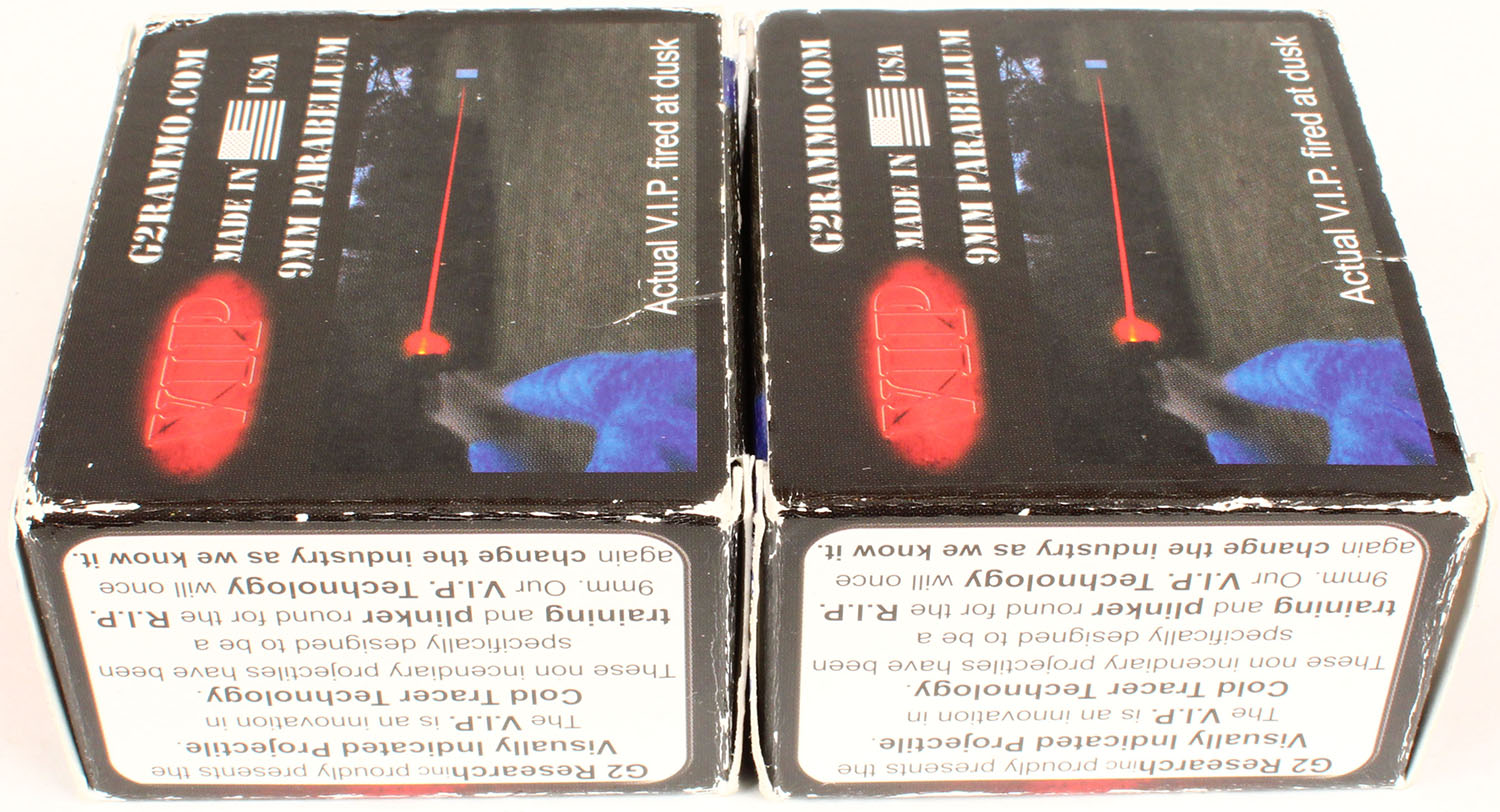 VIP
G2RAMMO.COM
MADE IN USA
9MM PARABELLUM
Actual V.I.P. fired at dusk
G2 Researchinc proudly presents the
Visually Indicated Projectile.
The V.I.P. is an innovation in
Cold Tracer Technology.
These non incendiary projectiles have been
specifically designed to be a
training and plinker round for the R.I.P.
9mm. Our V.I.P. Technology will once
again change the industry as we know it.
VIP
G2RAMMO.COM
MADE IN USA
9MM PARABELLUM
Actual V.I.P. fired at dusk
G2 Researchinc proudly presents the
Visually Indicated Projectile.
The V.I.P. is an innovation in
Cold Tracer Technology.
These non incendiary projectiles have been
specifically designed to be a
training and plinker round for the R.I.P.
9mm. Our V.I.P. Technology will once
again change the industry as we know it.